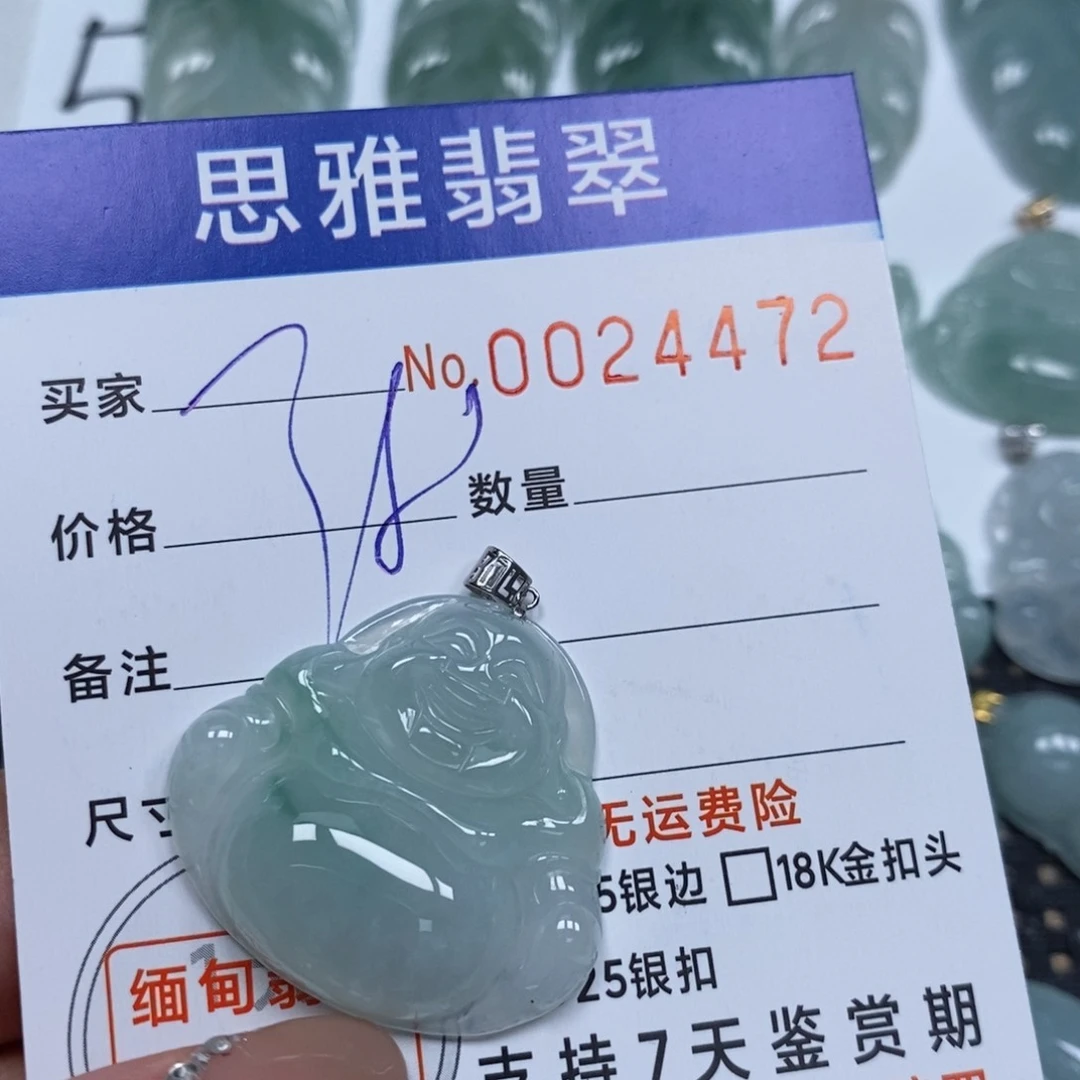 5
思雅翡翠
买家 No.0024472
价格 数量
备注
尺寸
无运费险
5银边 □18K金扣头
25银扣
缅甸翡
支持7天鉴赏期